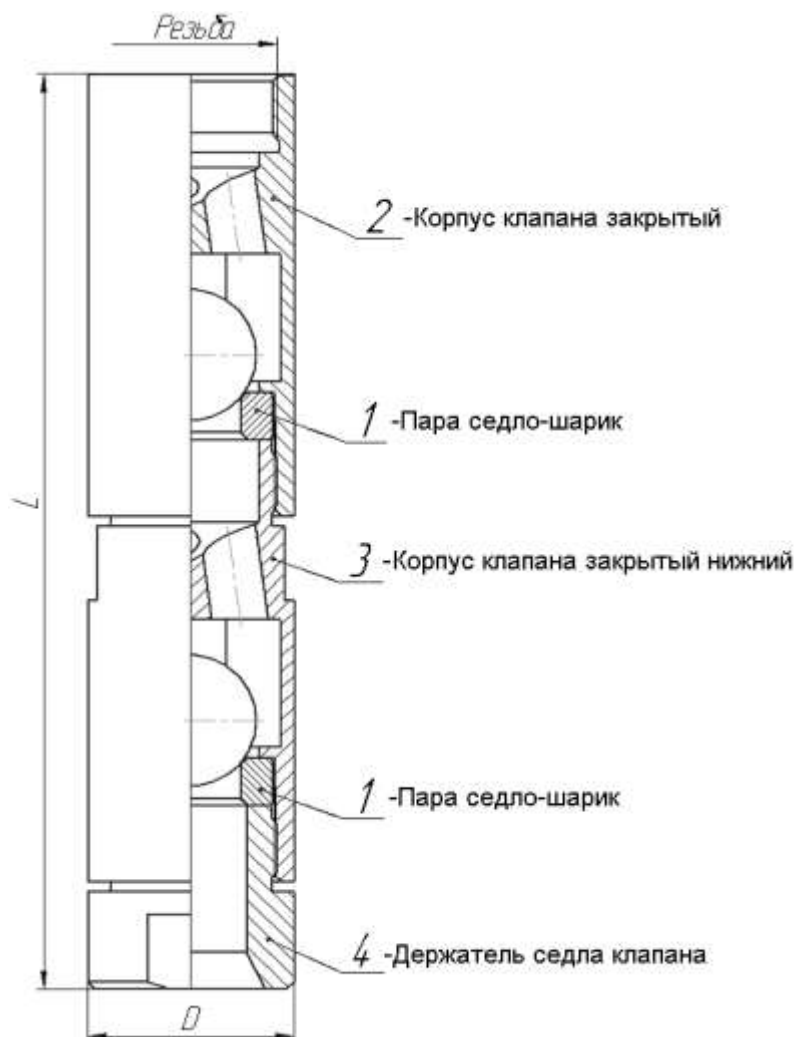 Резьба
2 -Корпус клапана закрытый
1 -Пара седло-шарик
L
3 -Корпус клапана закрытый нижний
1 -Пара седло-шарик
4 -Держатель седла клапана
D